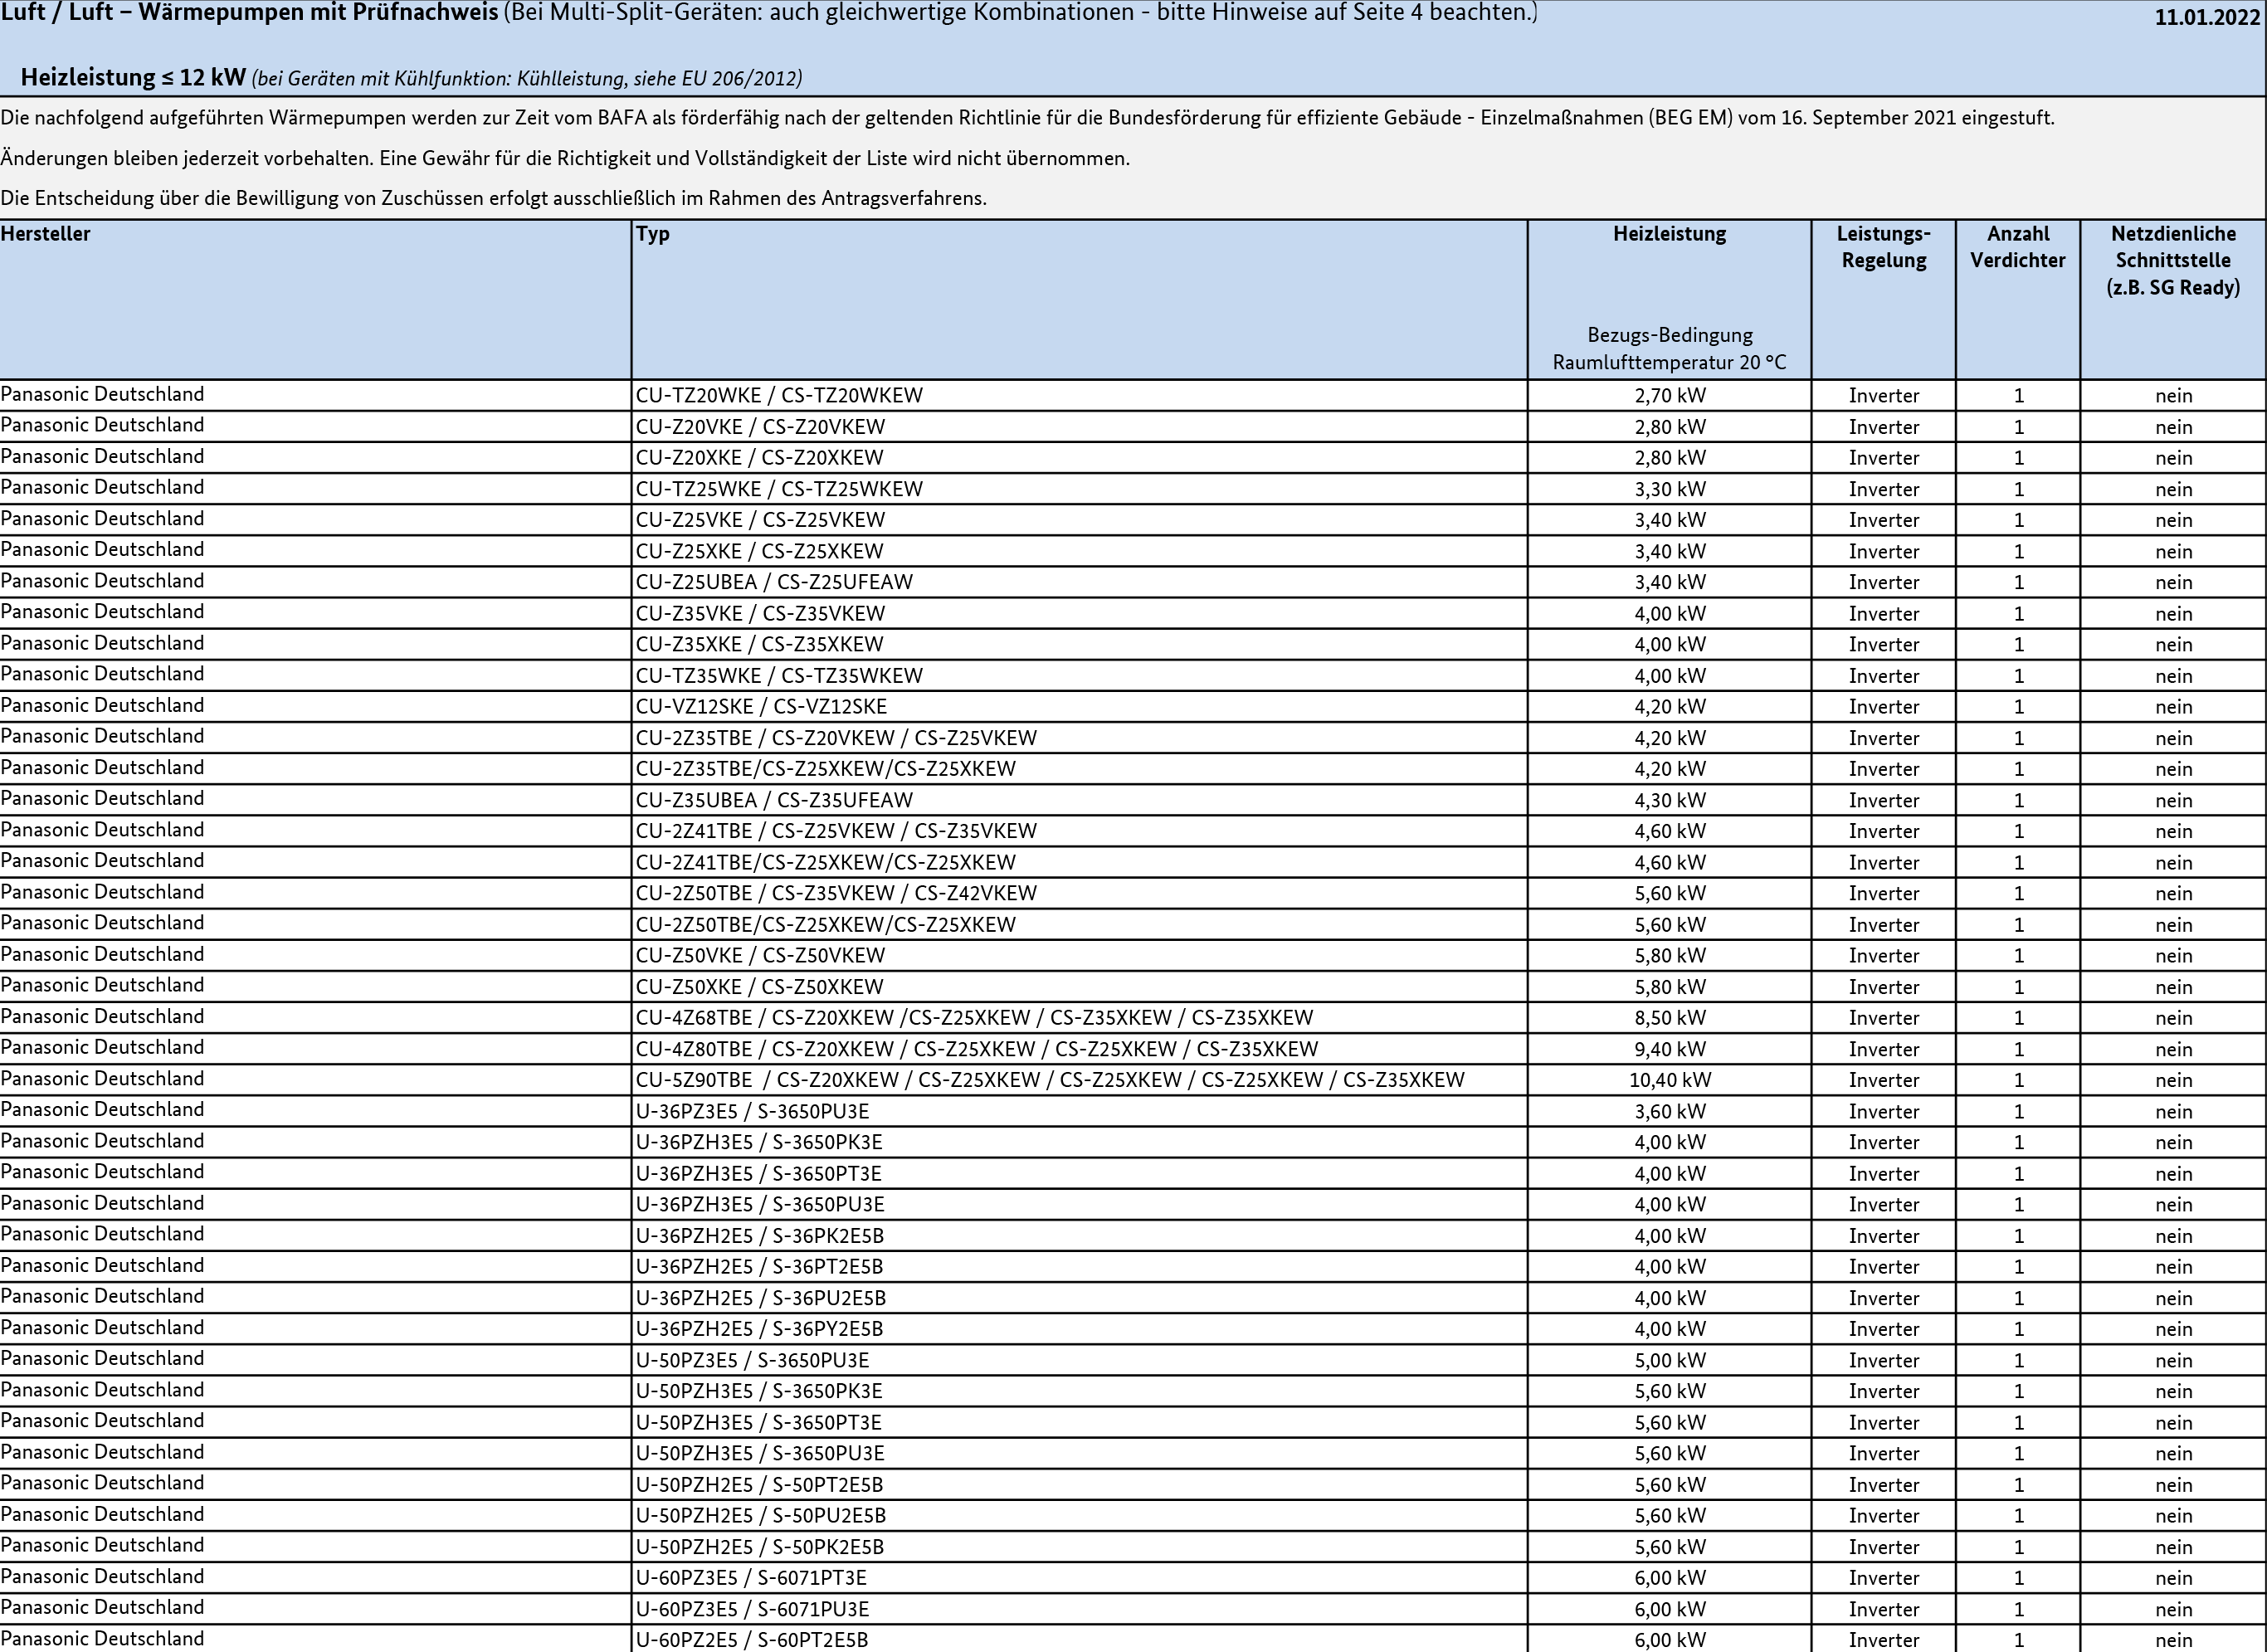 Luft / Luft – Wärmepumpen mit Prüfnachweis (Bei Multi-Split-Geräten: auch gleichwertige Kombinationen - bitte Hinweise auf Seite 4 beachten.) 11.01.2022
Heizleistung ≤ 12 kW (bei Geräten mit Kühlfunktion: Kühlleistung, siehe EU 206/2012)
Die nachfolgend aufgeführten Wärmepumpen werden zur Zeit vom BAFA als förderfähig nach der geltenden Richtlinie für die Bundesförderung für effiziente Gebäude - Einzelmaßnahmen (BEG EM) vom 16. September 2021 eingestuft.
Änderungen bleiben jederzeit vorbehalten. Eine Gewähr für die Richtigkeit und Vollständigkeit der Liste wird nicht übernommen.
Die Entscheidung über die Bewilligung von Zuschüssen erfolgt ausschließlich im Rahmen des Antragsverfahrens.
Hersteller Typ Heizleistung Leistungs- Anzahl Netzdienliche
Regelung Verdichter Schnittstelle
(z.B. SG Ready)
Bezugs-Bedingung
Raumlufttemperatur 20 °C
Panasonic Deutschland CU-TZ20WKE / CS-TZ20WKEW 2,70 kW Inverter 1 nein
Panasonic Deutschland CU-Z20VKE / CS-Z20VKEW 2,80 kW Inverter 1 nein
Panasonic Deutschland CU-Z20XKE / CS-Z20XKEW 2,80 kW Inverter 1 nein
Panasonic Deutschland CU-TZ25WKE / CS-TZ25WKEW 3,30 kW Inverter 1 nein
Panasonic Deutschland CU-Z25VKE / CS-Z25VKEW 3,40 kW Inverter 1 nein
Panasonic Deutschland CU-Z25XKE / CS-Z25XKEW 3,40 kW Inverter 1 nein
Panasonic Deutschland CU-Z25UBEA / CS-Z25UFEAW 3,40 kW Inverter 1 nein
Panasonic Deutschland CU-Z35VKE / CS-Z35VKEW 4,00 kW Inverter 1 nein
Panasonic Deutschland CU-Z35XKE / CS-Z35XKEW 4,00 kW Inverter 1 nein
Panasonic Deutschland CU-TZ35WKE / CS-TZ35WKEW 4,00 kW Inverter 1 nein
Panasonic Deutschland CU-VZ12SKE / CS-VZ12SKE 4,20 kW Inverter 1 nein
Panasonic Deutschland CU-2Z35TBE / CS-Z20VKEW / CS-Z25VKEW 4,20 kW Inverter 1 nein
Panasonic Deutschland CU-2Z35TBE/CS-Z25XKEW/CS-Z25XKEW 4,20 kW Inverter 1 nein
Panasonic Deutschland CU-Z35UBEA / CS-Z35UFEAW 4,30 kW Inverter 1 nein
Panasonic Deutschland CU-2Z41TBE / CS-Z25VKEW / CS-Z35VKEW 4,60 kW Inverter 1 nein
Panasonic Deutschland CU-2Z41TBE/CS-Z25XKEW/CS-Z25XKEW 4,60 kW Inverter 1 nein
Panasonic Deutschland CU-2Z50TBE / CS-Z35VKEW / CS-Z42VKEW 5,60 kW Inverter 1 nein
Panasonic Deutschland CU-2Z50TBE/CS-Z25XKEW/CS-Z25XKEW 5,60 kW Inverter 1 nein
Panasonic Deutschland CU-Z50VKE / CS-Z50VKEW 5,80 kW Inverter 1 nein
Panasonic Deutschland CU-Z50XKE / CS-Z50XKEW 5,80 kW Inverter 1 nein
Panasonic Deutschland CU-4Z68TBE / CS-Z20XKEW /CS-Z25XKEW / CS-Z35XKEW / CS-Z35XKEW 8,50 kW Inverter 1 nein
Panasonic Deutschland CU-4Z80TBE / CS-Z20XKEW / CS-Z25XKEW / CS-Z25XKEW / CS-Z35XKEW 9,40 kW Inverter 1 nein
Panasonic Deutschland CU-5Z90TBE / CS-Z20XKEW / CS-Z25XKEW / CS-Z25XKEW / CS-Z25XKEW / CS-Z35XKEW 10,40 kW Inverter 1 nein
Panasonic Deutschland U-36PZ3E5 / S-3650PU3E 3,60 kW Inverter 1 nein
Panasonic Deutschland U-36PZH3E5 / S-3650PK3E 4,00 kW Inverter 1 nein
Panasonic Deutschland U-36PZH3E5 / S-3650PT3E 4,00 kW Inverter 1 nein
Panasonic Deutschland U-36PZH3E5 / S-3650PU3E 4,00 kW Inverter 1 nein
Panasonic Deutschland U-36PZH2E5 / S-36PK2E5B 4,00 kW Inverter 1 nein
Panasonic Deutschland U-36PZH2E5 / S-36PT2E5B 4,00 kW Inverter 1 nein
Panasonic Deutschland U-36PZH2E5 / S-36PU2E5B 4,00 kW Inverter 1 nein
Panasonic Deutschland U-36PZH2E5 / S-36PY2E5B 4,00 kW Inverter 1 nein
Panasonic Deutschland U-50PZ3E5 / S-3650PU3E 5,00 kW Inverter 1 nein
Panasonic Deutschland U-50PZH3E5 / S-3650PK3E 5,60 kW Inverter 1 nein
Panasonic Deutschland U-50PZH3E5 / S-3650PT3E 5,60 kW Inverter 1 nein
Panasonic Deutschland U-50PZH3E5 / S-3650PU3E 5,60 kW Inverter 1 nein
Panasonic Deutschland U-50PZH2E5 / S-50PT2E5B 5,60 kW Inverter 1 nein
Panasonic Deutschland U-50PZH2E5 / S-50PU2E5B 5,60 kW Inverter 1 nein
Panasonic Deutschland U-50PZH2E5 / S-50PK2E5B 5,60 kW Inverter 1 nein
Panasonic Deutschland U-60PZ3E5 / S-6071PT3E 6,00 kW Inverter 1 nein
Panasonic Deutschland U-60PZ3E5 / S-6071PU3E 6,00 kW Inverter 1 nein
Panasonic Deutschland U-60PZ2E5 / S-60PT2E5B 6,00 kW Inverter 1 nein